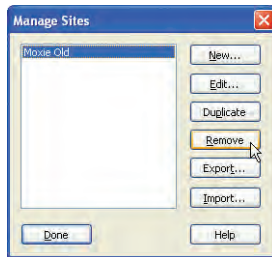 Manage Sites
Moxie Old
New...
Edit...
Duplicate
Remove
Export...
Import...
Done
Help